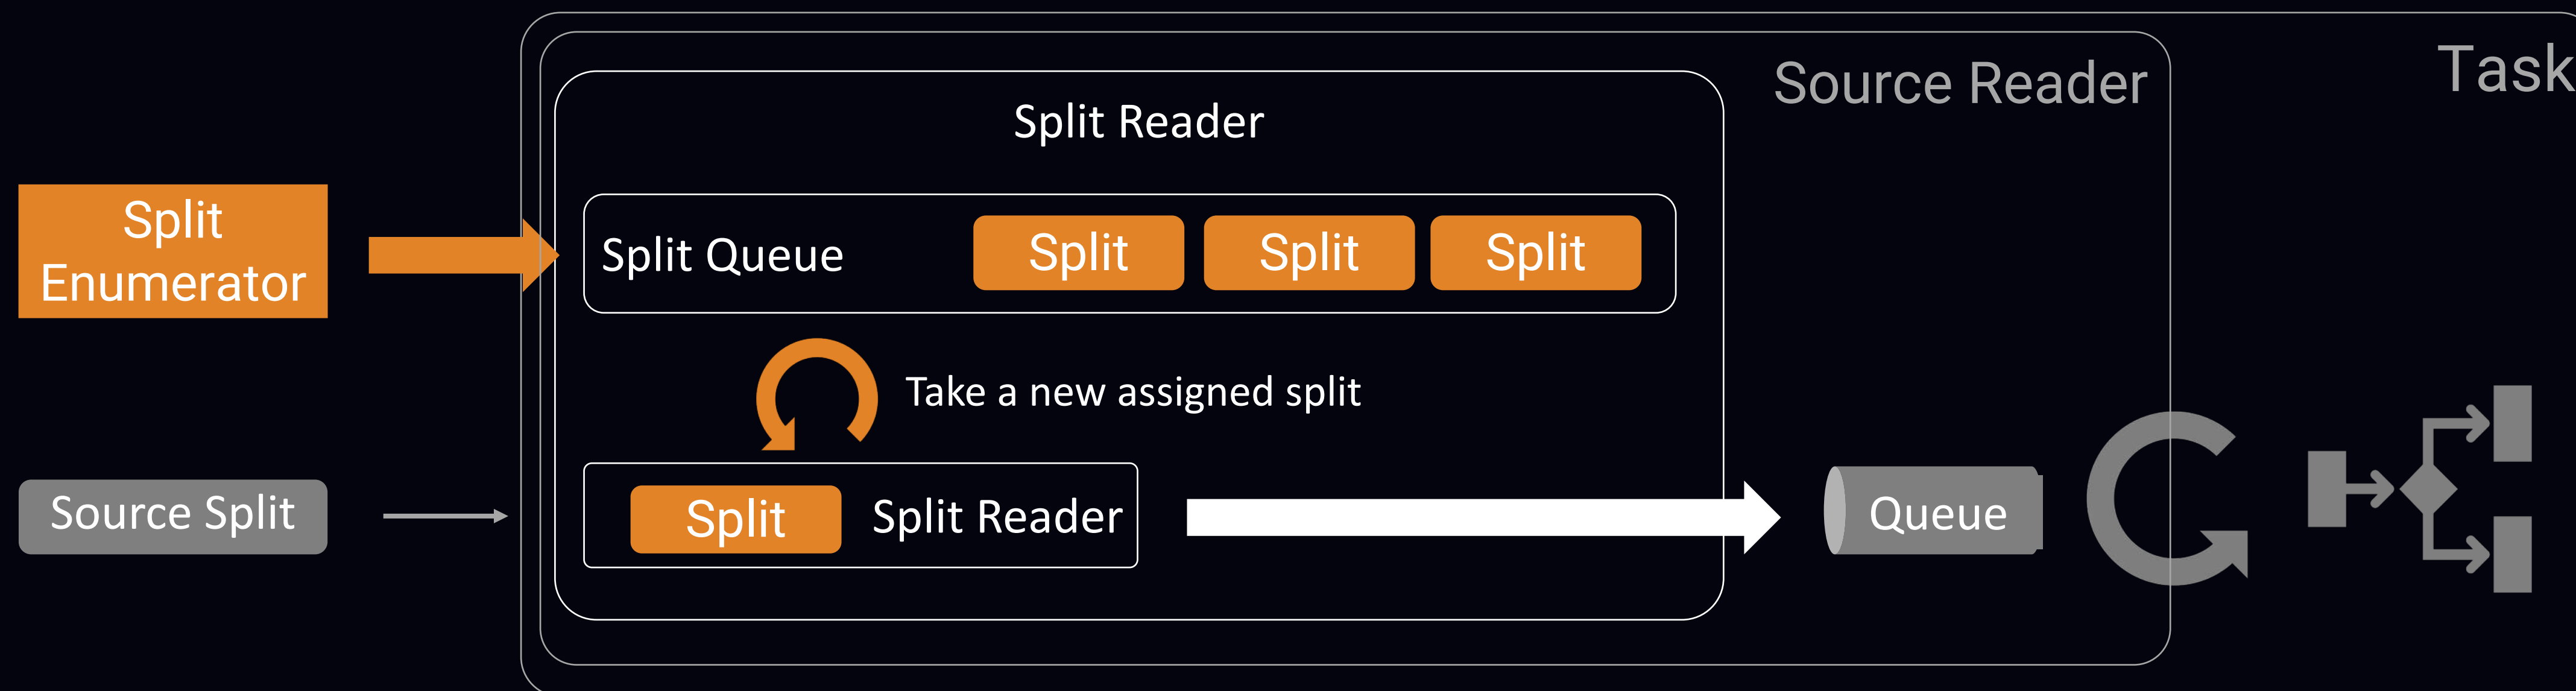 Task
Source Reader
Split Reader
Split
Enumerator
Split Queue
Split
Split
Split
Take a new assigned split
Source Split
Split
Split Reader
Queue